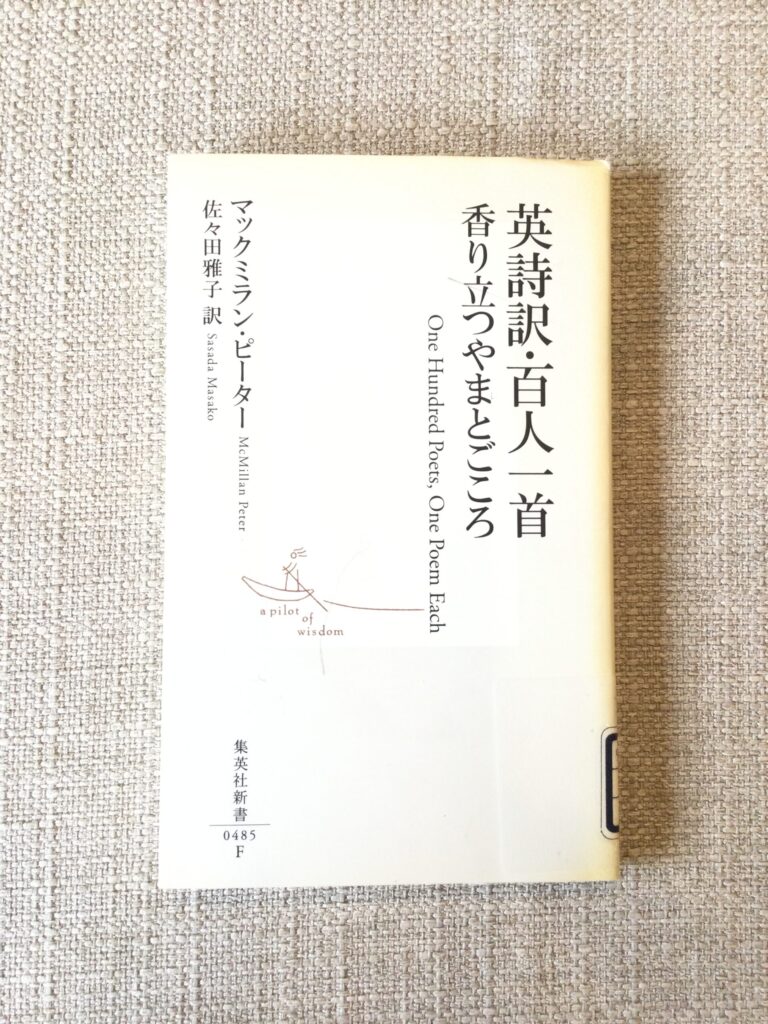 英詩訳・百人一首
香り立つやまとごころ
One Hundred Poets, One Poem Each
マックミラン・ピーター McMillan Peter
佐々田雅子 訳 Sasada Masako
a pilot
of
wisdom
集英社新書
0485
F